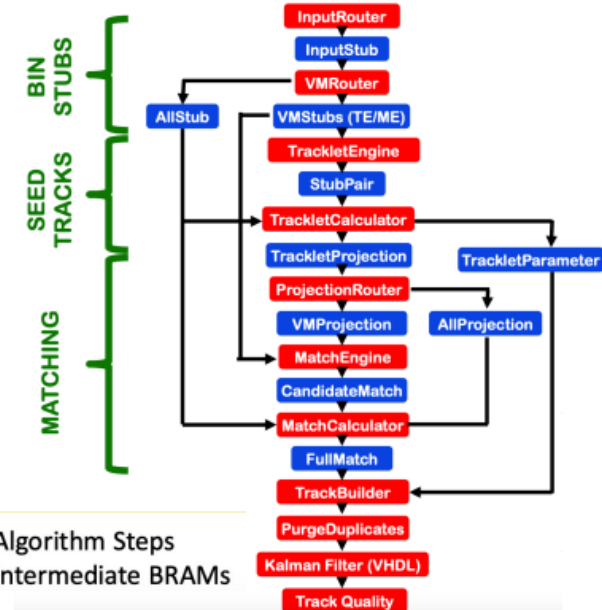 BIN
STUBS
SEED
TRACKS
MATCHING
InputRouter
InputStub
VMRouter
AllStub
VMStubs (TE/ME)
TrackletEngine
StubPair
TrackletCalculator
TrackletProjection
TrackletParameter
ProjectionRouter
VMProjection
AllProjection
MatchEngine
CandidateMatch
MatchCalculator
FullMatch
TrackBuilder
PurgeDuplicates
Kalman Filter (VHDL)
Track Quality
Algorithm Steps
ntermediate BRAMs